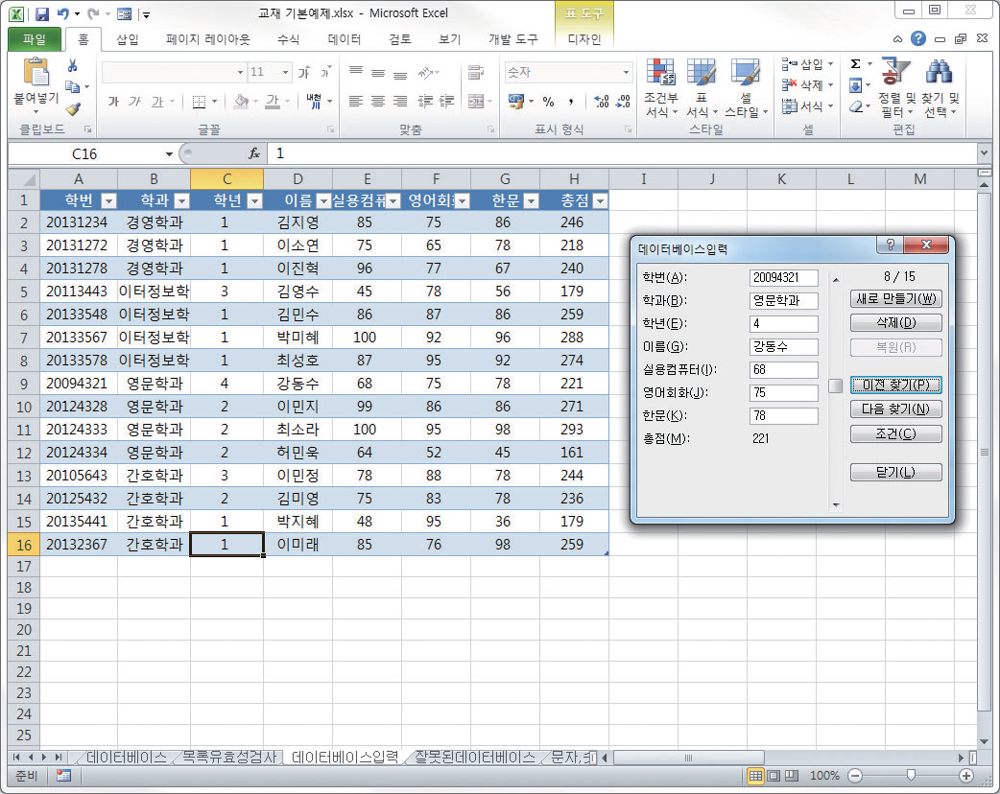 교재 기본예제.xlsx - Microsoft Excel
표 도구
파일 홈 삽입 페이지 레이아웃 수식 데이터 검토 보기 개발 도구 디자인
붙여넣기
11
가 가 가 가
내천
숫자
%
조건부 서식
표 서식
셀 스타일
삽입
삭제
서식
Σ
정렬 및 필터
찾기 및 선택
클립보드 글꼴 맞춤 표시 형식 스타일 셀 편집
C16 fx 1
A B C D E F G H I J K L M
1 학번 학과 학년 이름 실용컴퓨 영어회화 한문 총점
2 20131234 경영학과 1 김지영 85 75 86 246
3 20131272 경영학과 1 이소연 75 65 78 218
4 20131278 경영학과 1 이진혁 96 77 67 240
5 20113443 이터정보학 3 김영수 45 78 56 179
6 20133548 이터정보학 1 김민수 86 87 86 259
7 20133567 이터정보학 1 박미혜 100 92 96 288
8 20133578 이터정보학 1 최성호 87 95 92 274
9 20094321 영문학과 4 강동수 68 75 78 221
10 20124328 영문학과 2 이민지 99 86 86 271
11 20124333 영문학과 2 최소라 100 95 98 293
12 20124334 영문학과 2 허민욱 64 52 45 161
13 20105643 간호학과 3 이민정 78 88 78 244
14 20125432 간호학과 2 김미영 75 83 78 236
15 20135441 간호학과 1 박지혜 48 95 36 179
16 20132367 간호학과 1 이미래 85 76 98 259
17
18
19
20
21
22
23
24
25
데이터베이스입력
학번(A): 20094321
학과(B): 영문학과
학년(E): 4
이름(G): 강동수
실용컴퓨터(I): 68
영어회화(J): 75
한문(K): 78
총점(M): 221
8 / 15
새로 만들기(W)
삭제(D)
복원(R)
이전 찾기(P)
다음 찾기(N)
조건(C)
닫기(L)
데이터베이스 목록유효성검사 데이터베이스입력 잘못된데이터베이스 문자,숫
준비 100%